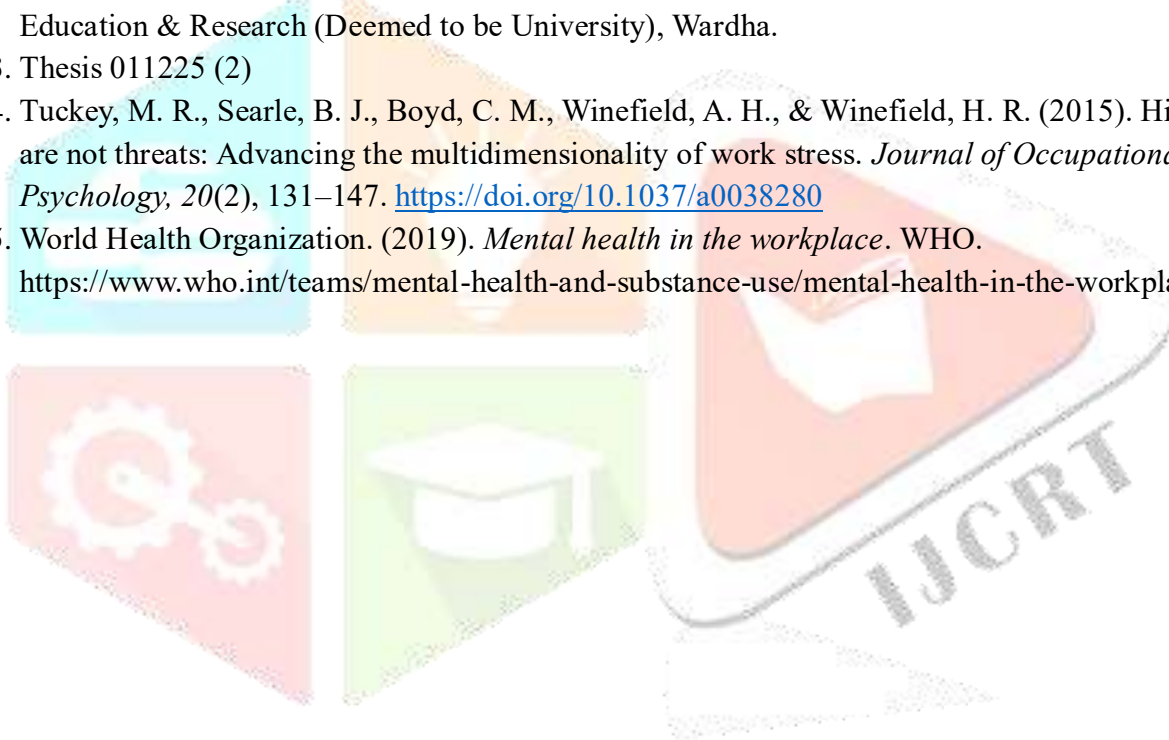 Education & Research (Deemed to be University), Wardha.
. Thesis 011225 (2)
. Tuckey, M. R., Searle, B. J., Boyd, C. M., Winefield, A. H., & Winefield, H. R. (2015). Hi
are not threats: Advancing the multidimensionality of work stress. Journal of Occupationa
Psychology, 20(2), 131–147. https://doi.org/10.1037/a0038280
. World Health Organization. (2019). Mental health in the workplace. WHO.
https://www.who.int/teams/mental-health-and-substance-use/mental-health-in-the-workpla
IJCRT